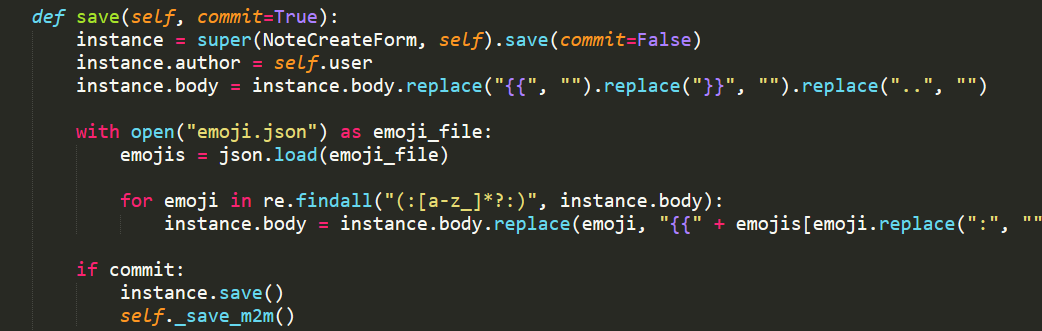 def save(self, commit=True):
    instance = super(NoteCreateForm, self).save(commit=False)
    instance.author = self.user
    instance.body = instance.body.replace("{{", "").replace("}}", "").replace("..", "")

    with open("emoji.json") as emoji_file:
        emojis = json.load(emoji_file)

        for emoji in re.findall("(:[a-z_]*?:)", instance.body):
            instance.body = instance.body.replace(emoji, "{{" + emojis[emoji.replace(":", ""

    if commit:
        instance.save()
        self._save_m2m()